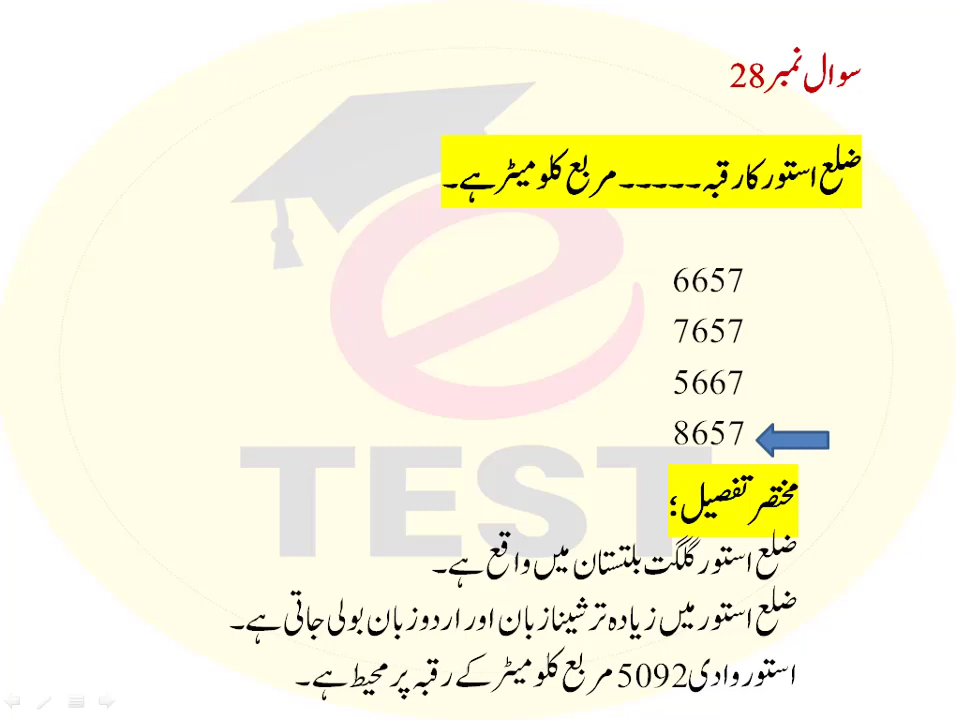 سوال نمبر28
ضلع استور کا رقبہ ۔۔۔۔۔ مربع کلومیٹر ہے۔
6657
7657
5667
8657
مختصر تفصیل؛
ضلع استور گلگت بلتستان میں واقع ہے۔
ضلع استور میں زیادہ تر شینا زبان اور اردو زبان بولی جاتی ہے۔
استور وادی 5092 مربع کلومیٹر کے رقبہ پر محیط ہے۔
e
TEST